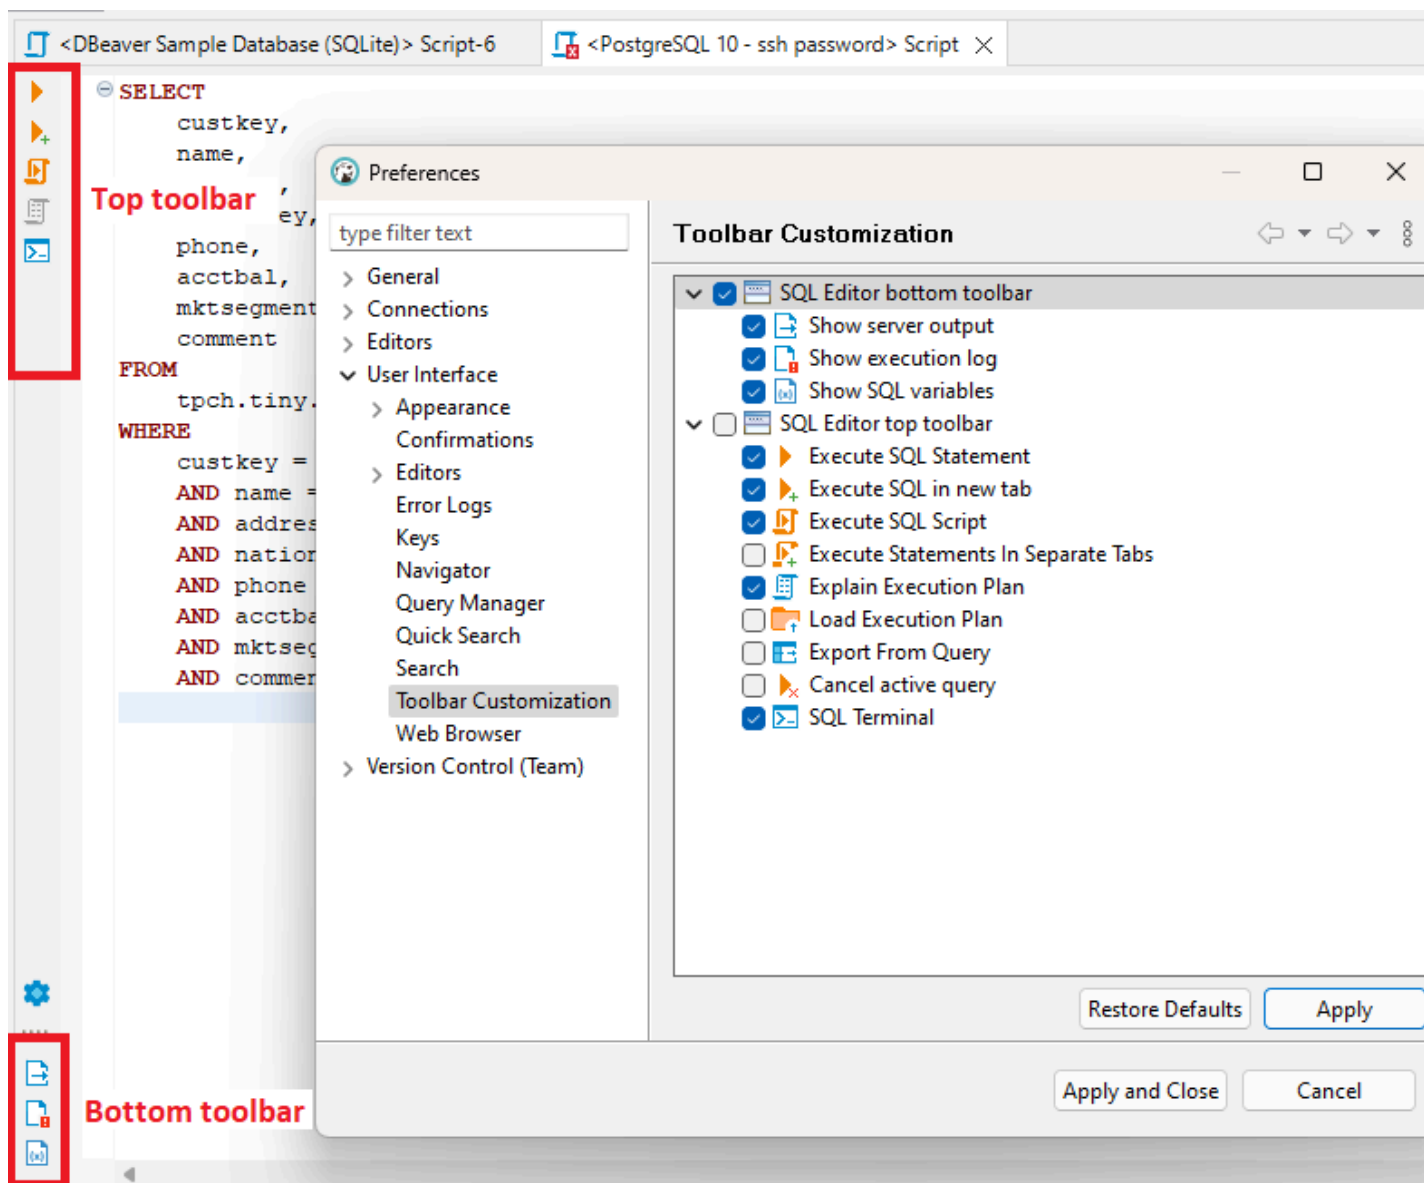 <DBeaver Sample Database (SQLite)> Script-6
<PostgreSQL 10 - ssh password> Script
SELECT
custkey,
name,
,
Top toolbar
ey,
phone,
acctbal,
mktsegment
comment
FROM
tpch.tiny.
WHERE
custkey =
AND name =
AND addres
AND nation
AND phone
AND acctba
AND mktseg
AND commen
Bottom toolbar
Preferences
type filter text
General
Connections
Editors
User Interface
Appearance
Confirmations
Editors
Error Logs
Keys
Navigator
Query Manager
Quick Search
Search
Toolbar Customization
Web Browser
Version Control (Team)
Toolbar Customization
SQL Editor bottom toolbar
Show server output
Show execution log
Show SQL variables
SQL Editor top toolbar
Execute SQL Statement
Execute SQL in new tab
Execute SQL Script
Execute Statements In Separate Tabs
Explain Execution Plan
Load Execution Plan
Export From Query
Cancel active query
SQL Terminal
Restore Defaults
Apply
Apply and Close
Cancel